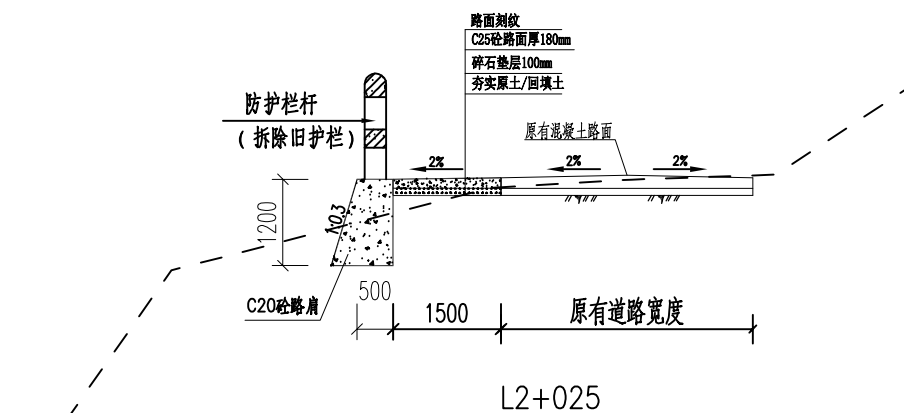 路面刻纹
C25砼路面厚180mm
碎石垫层100mm
夯实原土/回填土
防护栏杆
(拆除旧护栏)
原有混凝土路面
2%
2%
2%
1200
1:0.3
C20砼路肩
500
1500
原有道路宽度
L2+025